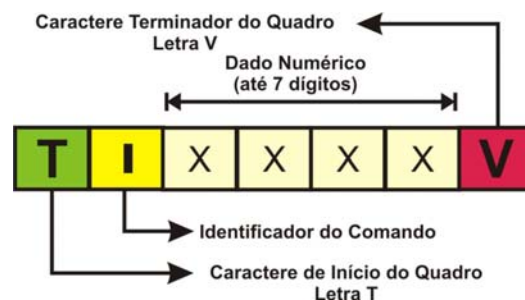 Caractere Terminador do Quadro
Letra V
Dado Numérico
(até 7 dígitos)
T I X X X X V
Identificador do Comando
Caractere de Início do Quadro
Letra T